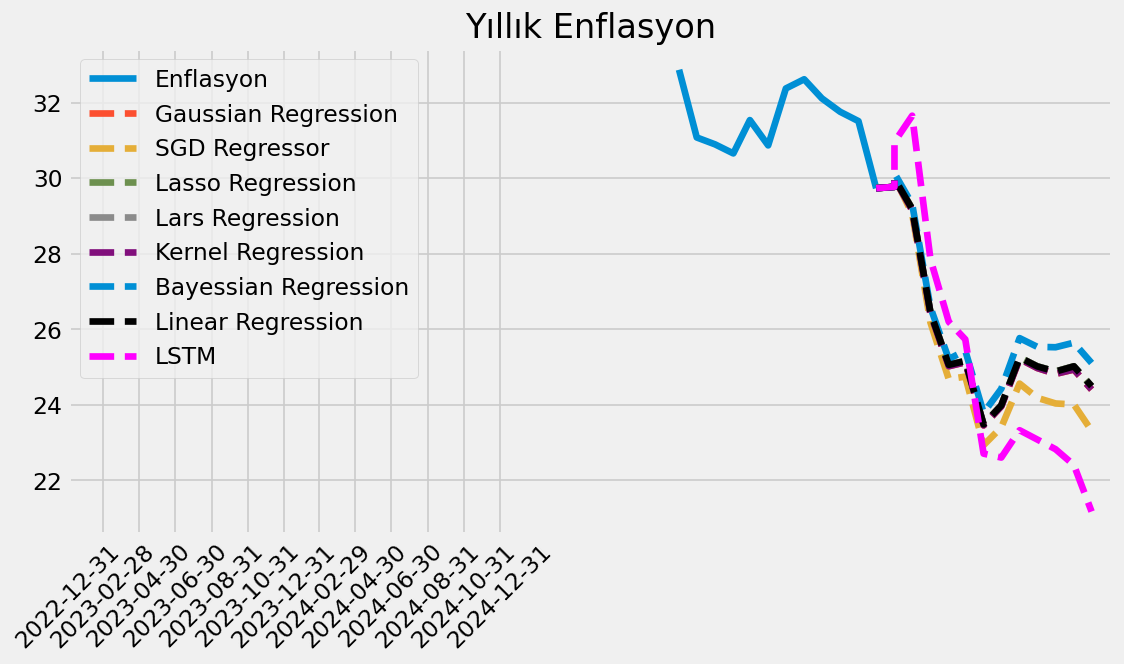 Yıllık Enflasyon
Enflasyon
Gaussian Regression
SGD Regressor
Lasso Regression
Lars Regression
Kernel Regression
Bayessian Regression
Linear Regression
LSTM
32
30
28
26
24
22
2022-12-31
2023-02-28
2023-04-30
2023-06-30
2023-08-31
2023-10-31
2023-12-31
2024-02-29
2024-04-30
2024-06-30
2024-08-31
2024-10-31
2024-12-31